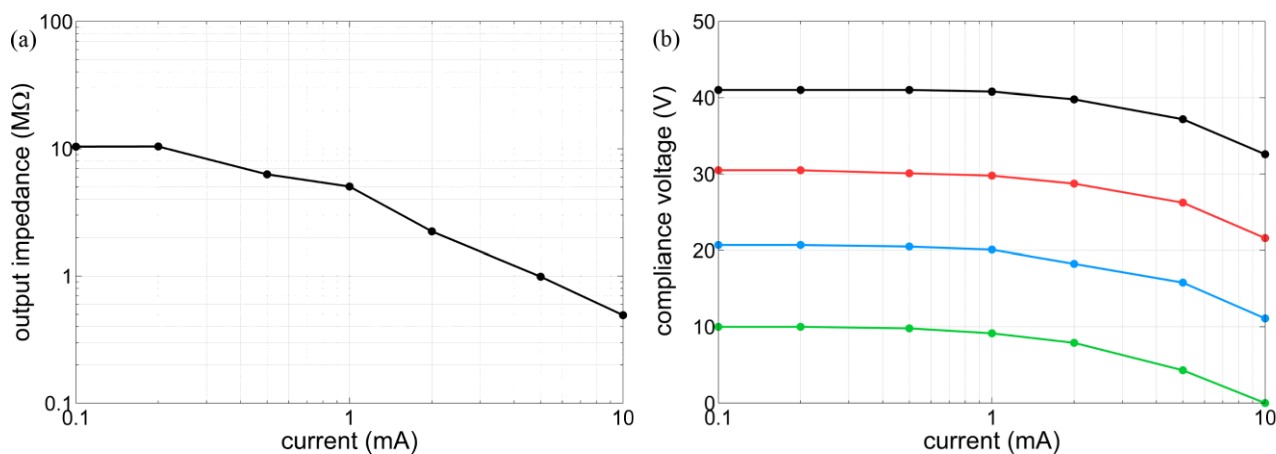 (a)
output impedance (MΩ)
100
10
1
0.1
0.1
1
10
current (mA)
(b)
compliance voltage (V)
50
40
30
20
10
0
0.1
1
10
current (mA)